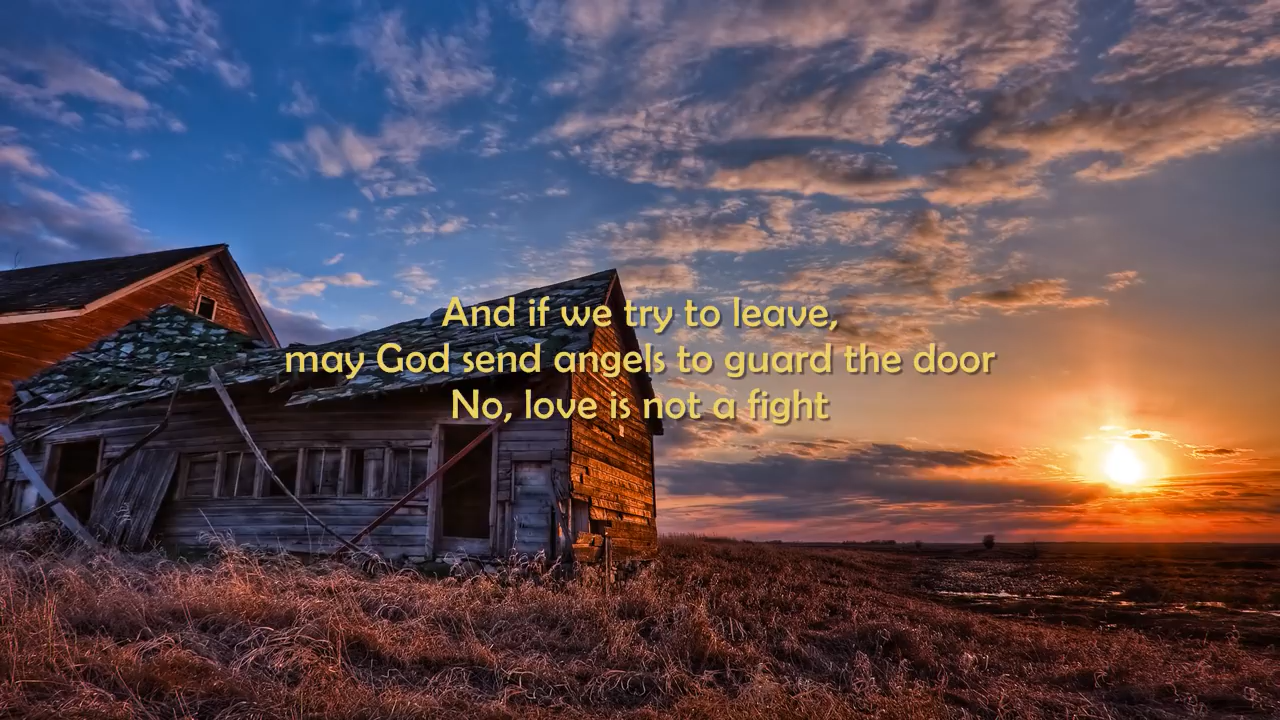 And if we try to leave,
may God send angels to guard the door
No, love is not a fight